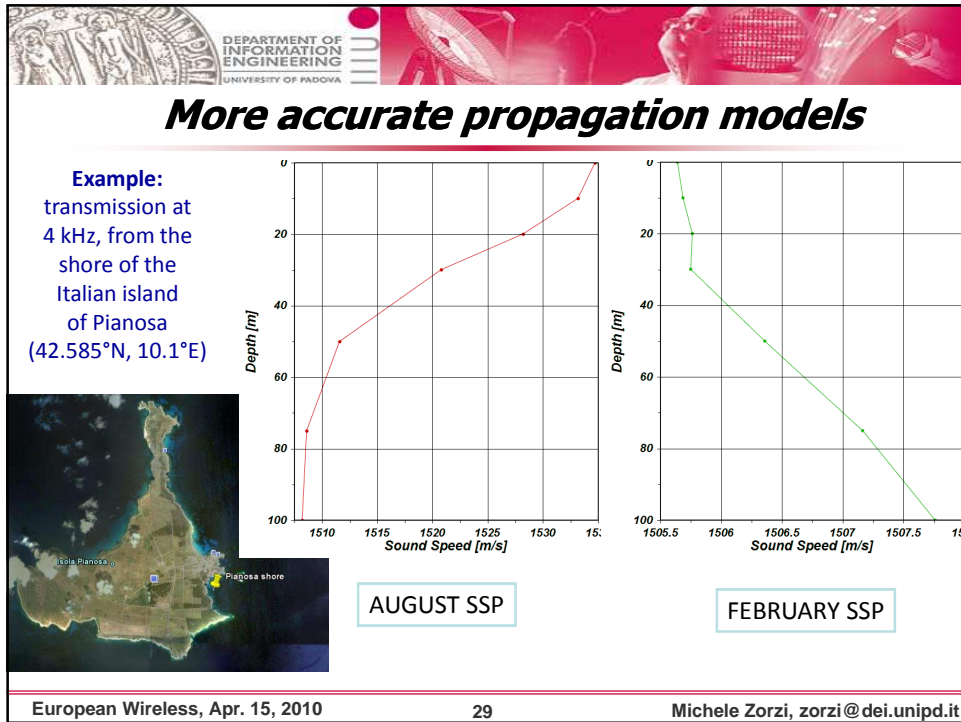 DEPARTMENT OF
INFORMATION
ENGINEERING
UNIVERSITY OF PADOVA
More accurate propagation models
Example:
transmission at
4 kHz, from the
shore of the
Italian island
of Pianosa
(42.585°N, 10.1°E)
0
20
40
60
80
100
Depth [m]
1510 1515 1520 1525 1530
Sound Speed [m/s]
AUGUST SSP
0
20
40
60
80
100
Depth [m]
1505.5 1506 1506.5 1507 1507.5
Sound Speed [m/s]
FEBRUARY SSP
Isola Pianosa
Pianosa shore
European Wireless, Apr. 15, 2010 29 Michele Zorzi, zorzi@dei.unipd.it